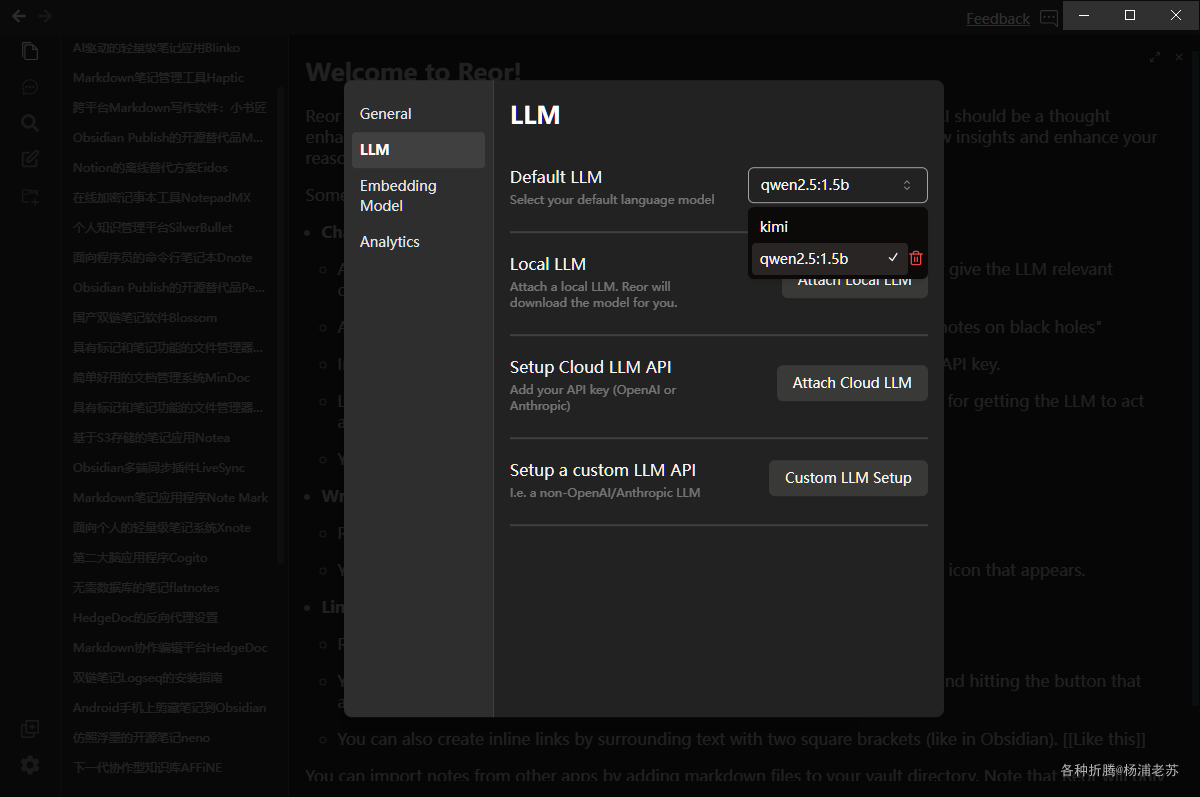 Feedback
AI驱动的轻量级笔记应用Blinko
Markdown笔记管理工具Haptic
跨平台Markdown写作软件：小书匠
Obsidian Publish的开源替代品M...
Notion的离线替代方案Eidos
在线加密记事本工具NotepadMX
个人知识管理平台SilverBullet
面向程序员的命令行笔记本Dnote
Obsidian Publish的开源替代品Pe...
国产双链笔记软件Blossom
具有标记和笔记功能的文件管理器...
简单好用的文档管理系统MinDoc
具有标记和笔记功能的文件管理器...
基于S3存储的笔记应用Notea
Obsidian多端同步插件LiveSync
Markdown笔记应用程序Note Mark
面向个人的轻量级笔记系统Xnote
第二大脑应用程序Cogito
无需数据库的笔记flatnotes
HedgeDoc的反向代理设置
Markdown协作编辑平台HedgeDoc
双链笔记Logseq的安装指南
Android手机上剪藏笔记到Obsidian
仿照浮墨的开源笔记neno
下一代协作型知识库AFFiNE
Welcome to Reor!
Reor
I should be a thought
enha
w insights and enhance your
reaso
Some
Cha
give the LLM relevant
notes on black holes"
API key.
for getting the LLM to act
Wr
icon that appears.
Lin
nd hitting the button that
You can also create inline links by surrounding text with two square brackets (like in Obsidian). [[Like this]]
You can import notes from other apps by adding markdown files to your vault directory. Note that Reor will only
General
LLM
Embedding
Model
Analytics
LLM
Default LLM
Select your default language model
qwen2.5:1.5b
kimi
qwen2.5:1.5b
Local LLM
Attach a local LLM. Reor will
download the model for you.
Attach Local LLM
Setup Cloud LLM API
Add your API key (OpenAI or
Anthropic)
Attach Cloud LLM
Setup a custom LLM API
I.e. a non-OpenAI/Anthropic LLM
Custom LLM Setup
各种折腾@杨浦老苏